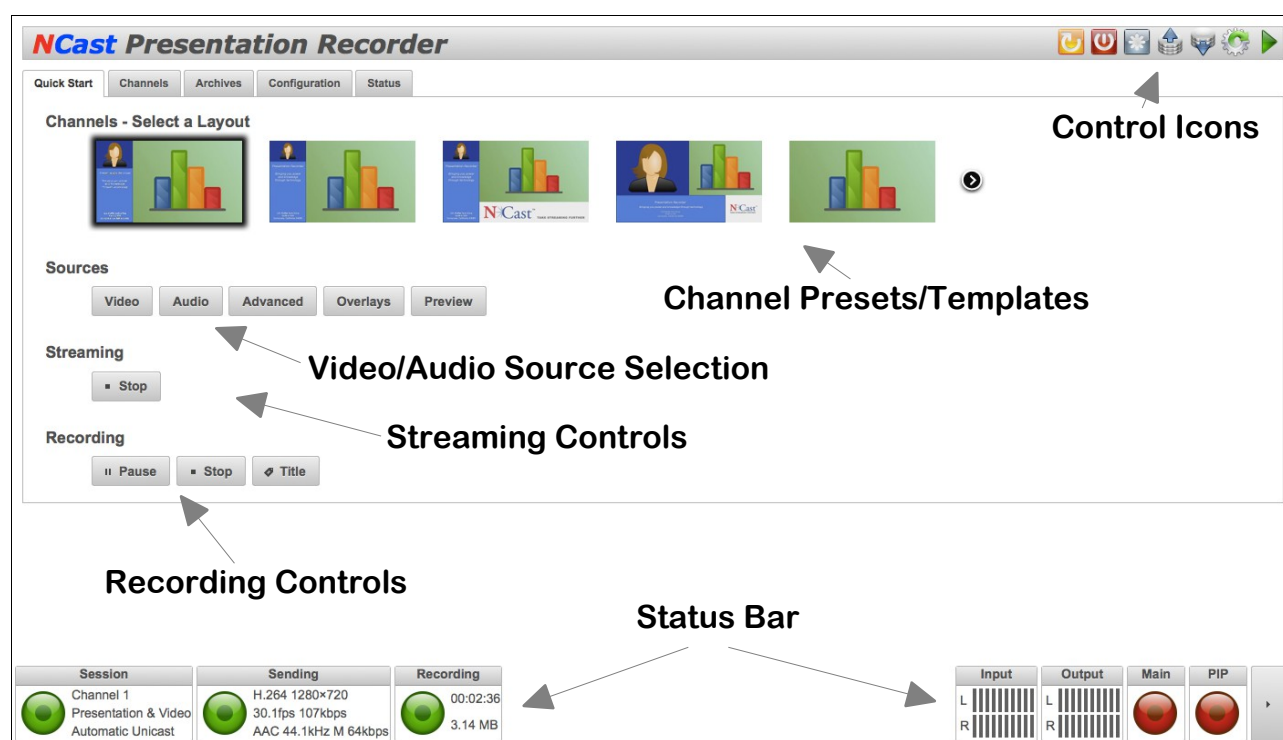 NCast Presentation Recorder
Quick Start
Channels
Archives
Configuration
Status
Control Icons
Channels - Select a Layout
N Cast
N Cast
Channel Presets/Templates
Sources
Video
Audio
Advanced
Overlays
Preview
Video/Audio Source Selection
Streaming
Stop
Streaming Controls
Recording
Pause
Stop
Title
Recording Controls
Status Bar
Session
Channel 1
Presentation & Video
Automatic Unicast
Sending
H.264 1280×720
30.1fps 107kbps
AAC 44.1kHz M 64kbps
Recording
00:02:36
3.14 MB
Input
L
R
Output
L
R
Main
PIP